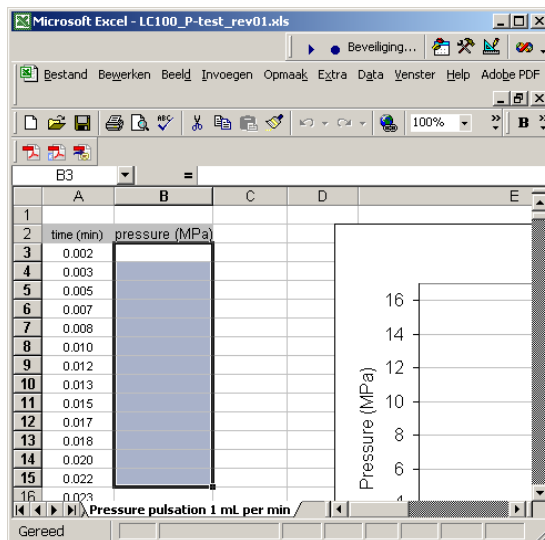 Microsoft Excel - LC100_P-test_rev01.xls
Beveiliging...
Bestand Bewerken Beeld Invoegen Opmaak Extra Data Venster Help Adobe PDF
ABC 100% B
B3 =
A B C D E
1
2 time (min) pressure (MPa)
3 0.002
4 0.003
5 0.005
6 0.007
7 0.008
8 0.010
9 0.012
10 0.013
11 0.015
12 0.017
13 0.018
14 0.020
15 0.022
16 0.023
16
14
12
10
8
6
4
Pressure (MPa)
Pressure pulsation 1 mL per min
Gereed